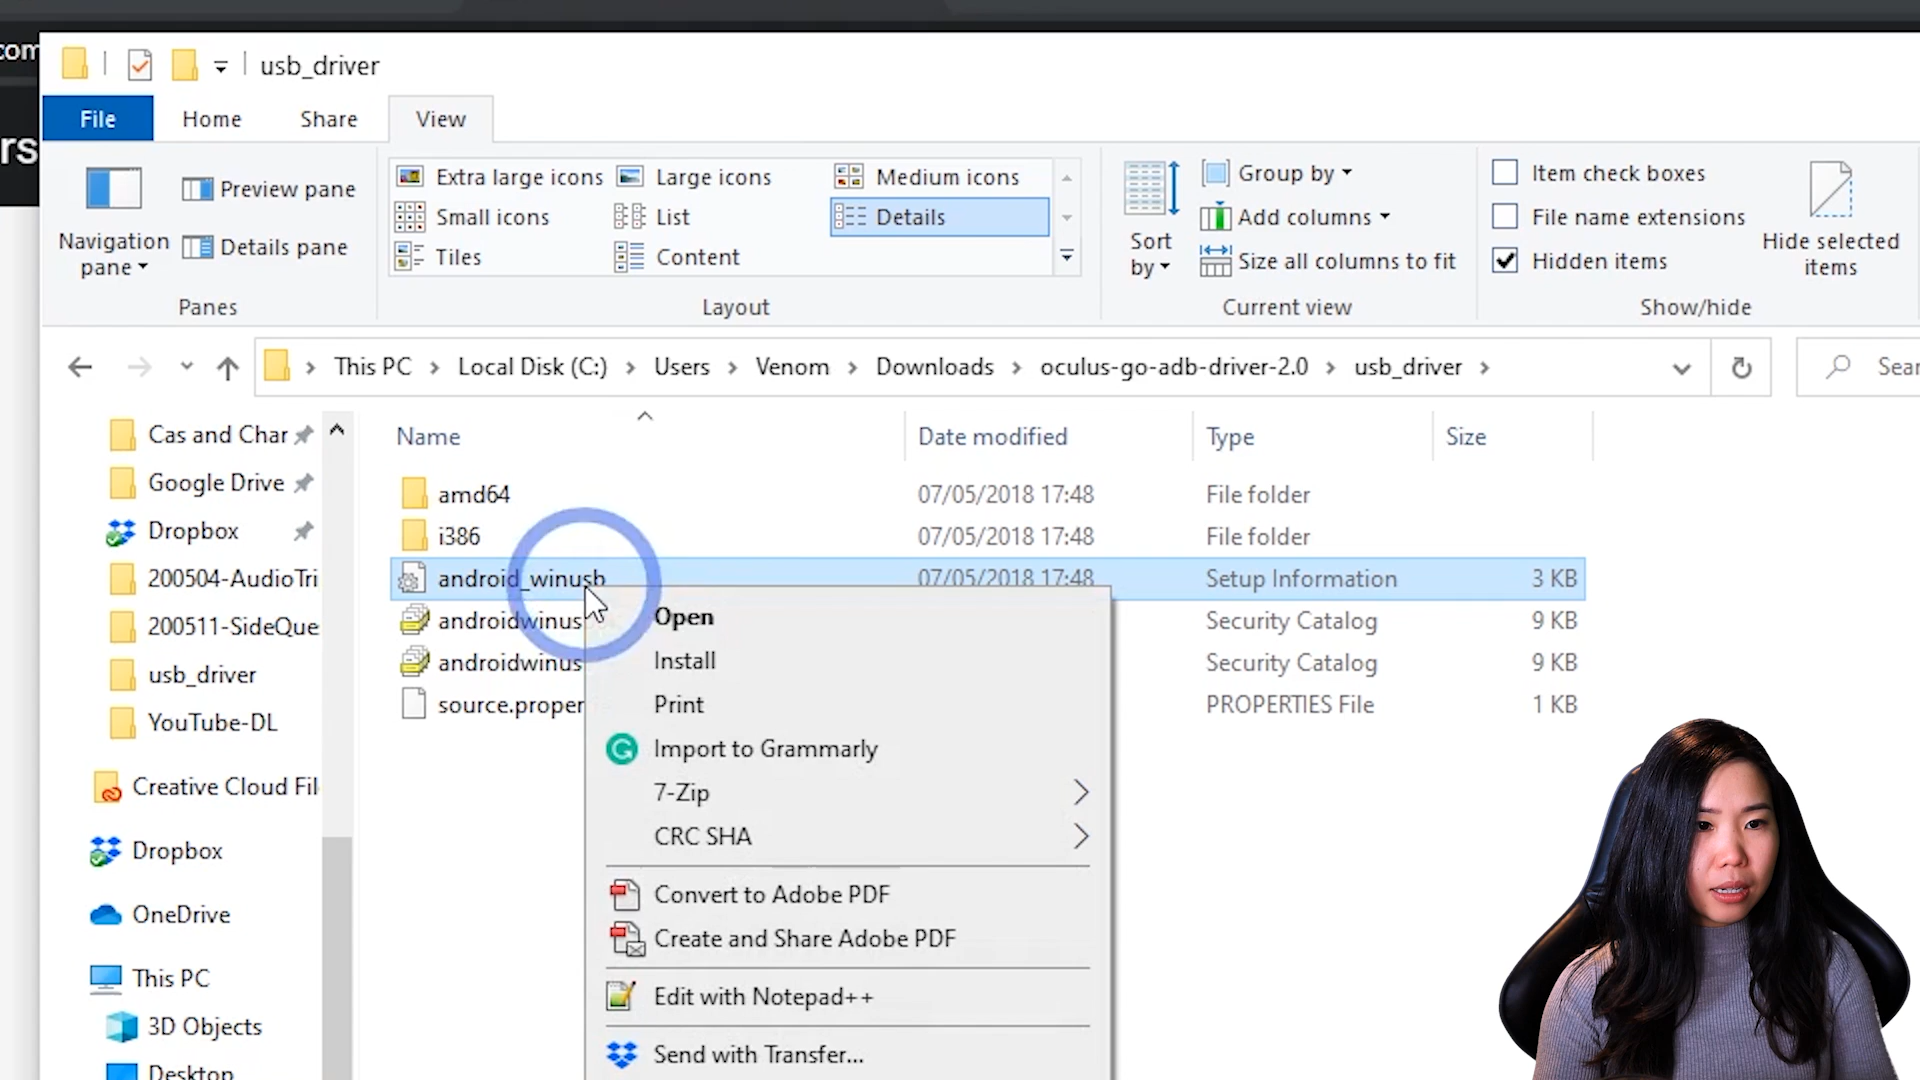 com
usb_driver
File Home Share View
rs
Extra large icons Large icons Medium icons
Small icons List Details
Tiles Content
Preview pane
Details pane
Navigation
pane
Panes
Layout
Sort
by
Group by
Add columns
Size all columns to fit
Current view
Item check boxes
File name extensions
Hidden items
Hide selected
items
Show/hide
This PC > Local Disk (C:) > Users > Venom > Downloads > oculus-go-adb-driver-2.0 > usb_driver >
Sear
Cas and Char
Google Drive
Dropbox
200504-AudioTri
200511-SideQue
usb_driver
YouTube-DL
Creative Cloud Fil
Dropbox
OneDrive
This PC
3D Objects
Desktop
Name Date modified Type Size
amd64 07/05/2018 17:48 File folder
i386 07/05/2018 17:48 File folder
android_winusb 07/05/2018 17:48 Setup Information 3 KB
androidwinus Security Catalog 9 KB
androidwinus Security Catalog 9 KB
source.proper PROPERTIES File 1 KB
Open
Install
Print
Import to Grammarly
7-Zip
CRC SHA
Convert to Adobe PDF
Create and Share Adobe PDF
Edit with Notepad++
Send with Transfer...